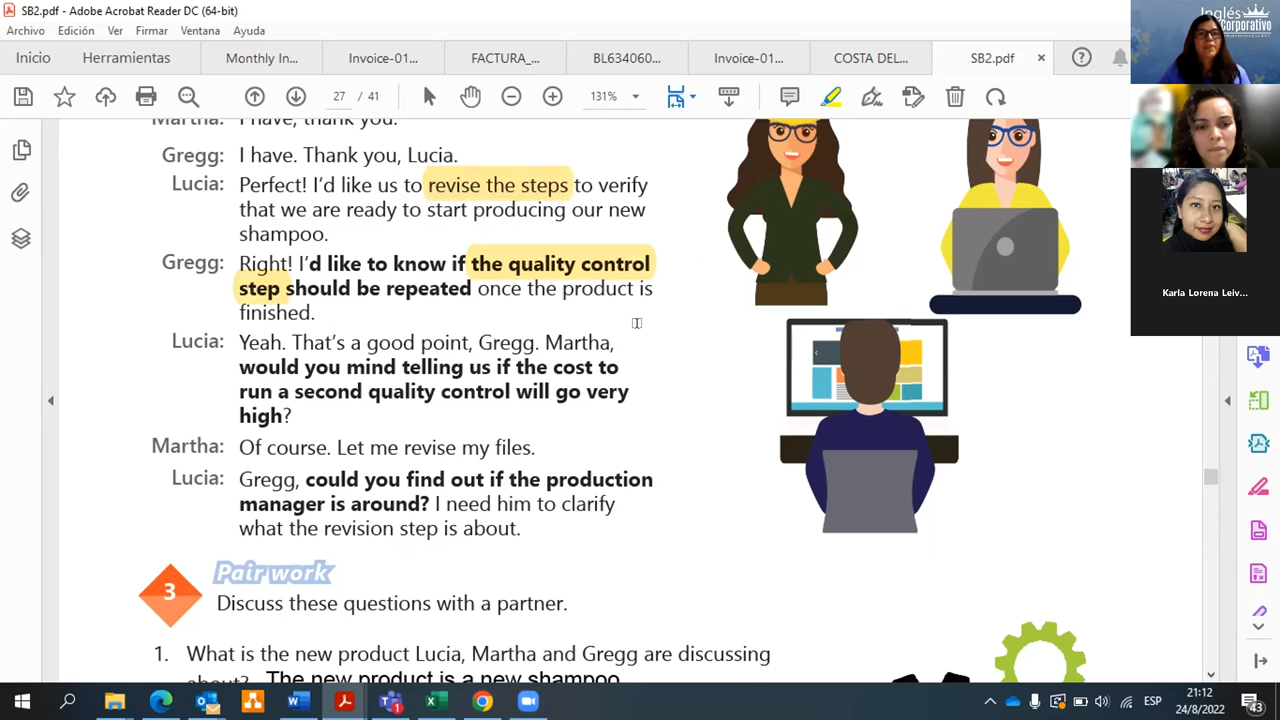 SB2.pdf - Adobe Acrobat Reader DC (64-bit)
Archivo Edición Ver Firmar Ventana Ayuda
Inicio Herramientas Monthly In... Invoice-01... FACTURA_... BL634060... Invoice-01... COSTA DEL... SB2.pdf
27 / 41 131%
Inglés
Corporativo
Karla Lorena Leiv...
Martha: I have, thank you.
Gregg: I have. Thank you, Lucia.
Lucia: Perfect! I'd like us to revise the steps to verify
that we are ready to start producing our new
shampoo.
Gregg: Right! I'd like to know if the quality control
step should be repeated once the product is
finished.
Lucia: Yeah. That's a good point, Gregg. Martha,
would you mind telling us if the cost to
run a second quality control will go very
high?
Martha: Of course. Let me revise my files.
Lucia: Gregg, could you find out if the production
manager is around? I need him to clarify
what the revision step is about.
3 Pair work
Discuss these questions with a partner.
1. What is the new product Lucia, Martha and Gregg are discussing
about? The new product is a new shampoo
ESP
21:12
24/8/2022
43